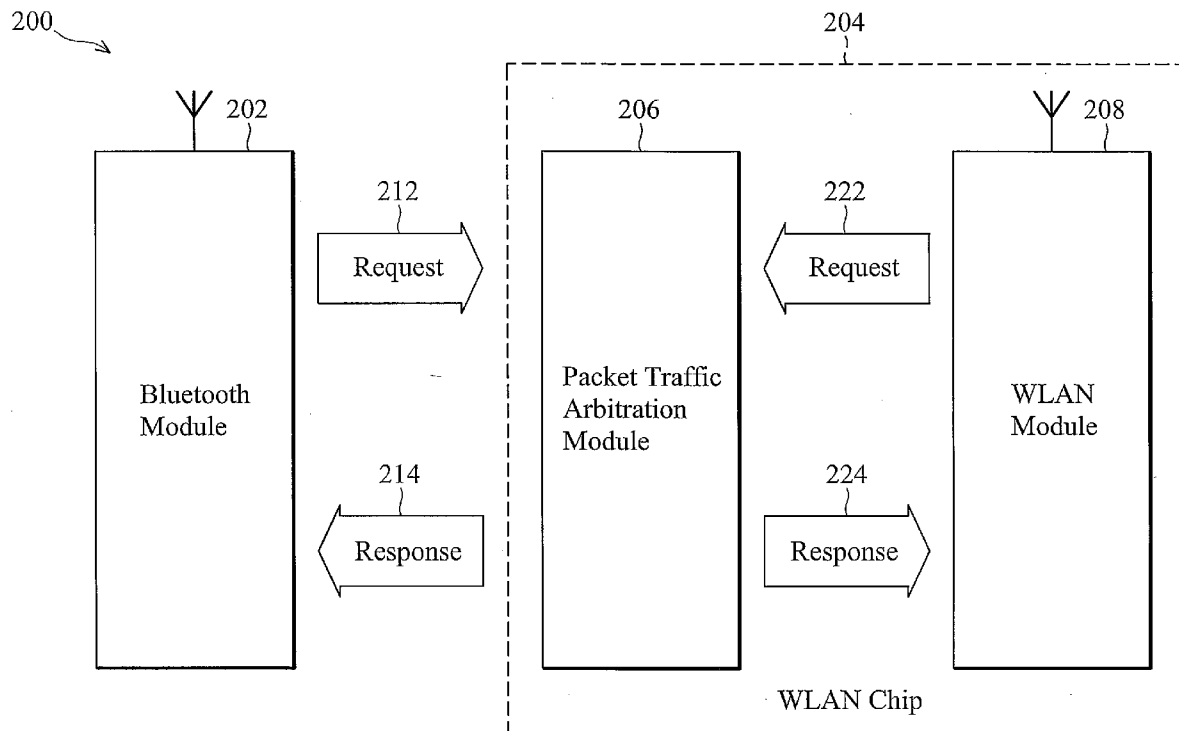 200
204
202
206
208
212
222
Request
Request
Bluetooth
Module
Packet Traffic
Arbitration
Module
WLAN
Module
214
224
Response
Response
WLAN Chip